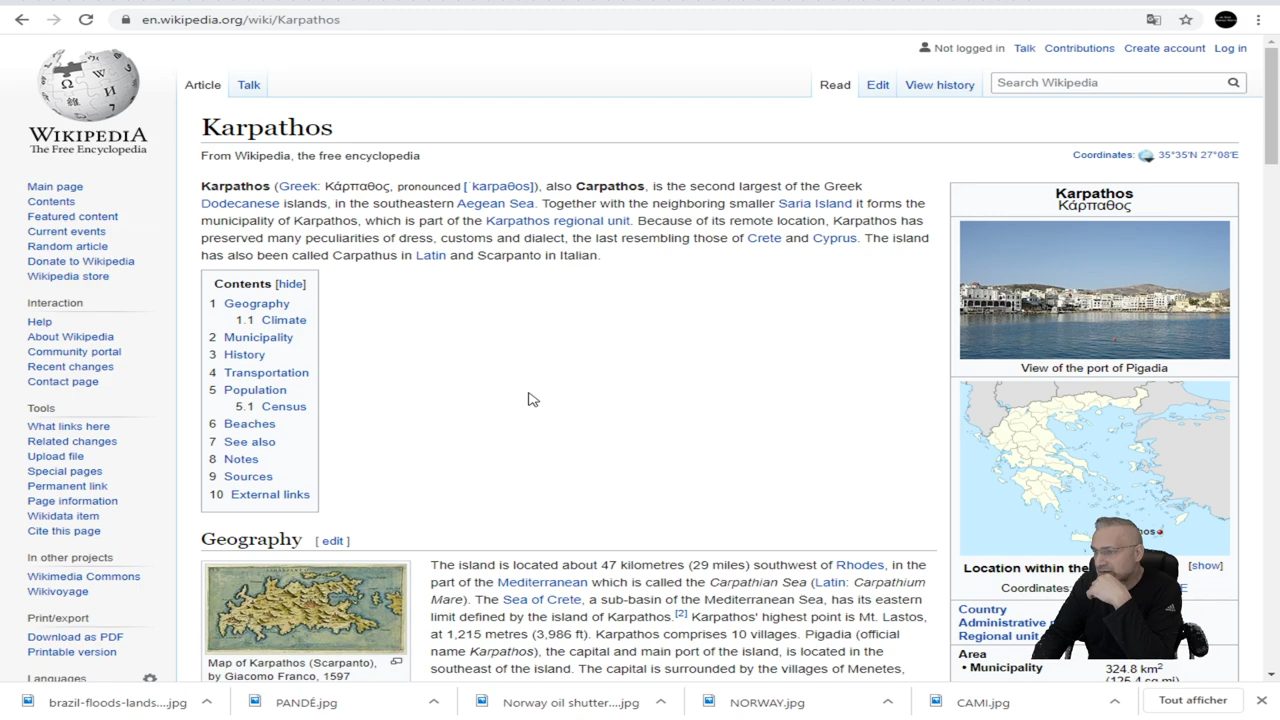 en.wikipedia.org/wiki/Karpathos
Not logged in Talk Contributions Create account Log in
Article Talk
Read Edit View history Search Wikipedia
WIKIPEDIA
The Free Encyclopedia
Main page
Contents
Featured content
Current events
Random article
Donate to Wikipedia
Wikipedia store
Interaction
Help
About Wikipedia
Community portal
Recent changes
Contact page
Tools
What links here
Related changes
Upload file
Special pages
Permanent link
Page information
Wikidata item
Cite this page
In other projects
Wikimedia Commons
Wikivoyage
Print/export
Download as PDF
Printable version
Languages
Karpathos
From Wikipedia, the free encyclopedia
Coordinates: 35°35′N 27°08′E
Karpathos (Greek: Κάρπαθος, pronounced [ˈkarpaθos]), also Carpathos, is the second largest of the Greek
Dodecanese islands, in the southeastern Aegean Sea. Together with the neighboring smaller Saria Island it forms the
municipality of Karpathos, which is part of the Karpathos regional unit. Because of its remote location, Karpathos has
preserved many peculiarities of dress, customs and dialect, the last resembling those of Crete and Cyprus. The island
has also been called Carpathus in Latin and Scarpanto in Italian.
Contents [hide]
1 Geography
1.1 Climate
2 Municipality
3 History
4 Transportation
5 Population
5.1 Census
6 Beaches
7 See also
8 Notes
9 Sources
10 External links
Geography [ edit ]
Map of Karpathos (Scarpanto),
by Giacomo Franco, 1597
The island is located about 47 kilometres (29 miles) southwest of Rhodes, in the
part of the Mediterranean which is called the Carpathian Sea (Latin: Carpathium
Mare). The Sea of Crete, a sub-basin of the Mediterranean Sea, has its eastern
limit defined by the island of Karpathos.[2] Karpathos' highest point is Mt. Lastos,
at 1,215 metres (3,986 ft). Karpathos comprises 10 villages. Pigadia (official
name Karpathos), the capital and main port of the island, is located in the
southeast of the island. The capital is surrounded by the villages of Menetes,
Karpathos
Κάρπαθος
View of the port of Pigadia
Location within the [show]
Coordinates:
Country
Administrative
Regional unit
Area
• Municipality 324.8 km2
brazil-floods-lands....jpg
PANDÉ.jpg
Norway oil shutter....jpg
NORWAY.jpg
CAMI.jpg
Tout afficher